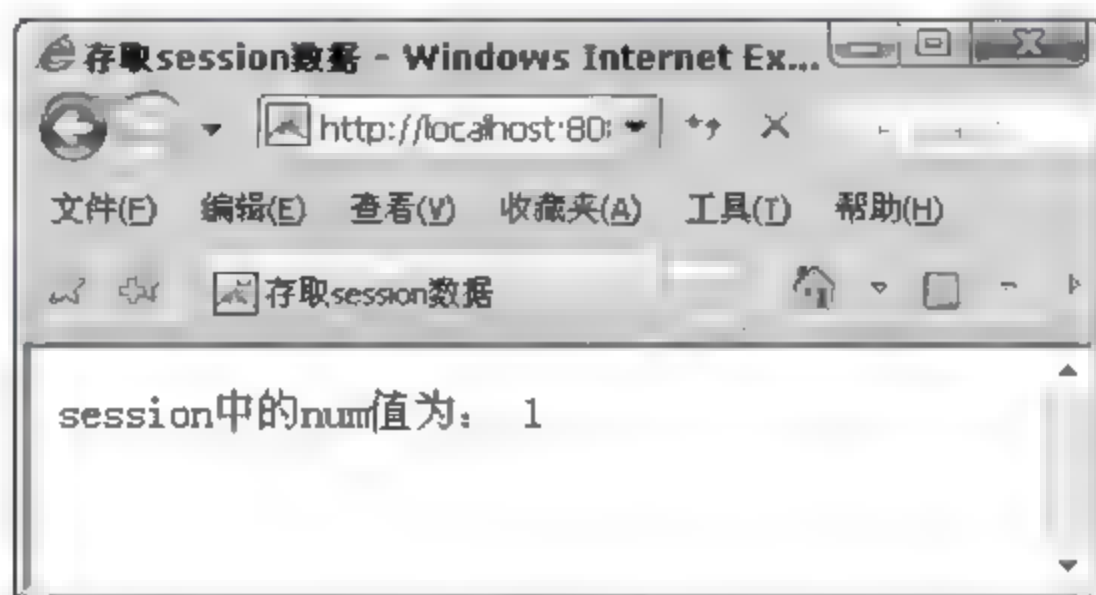 存取session数据 - Windows Internet Ex...
http://localhost:80
文件(F) 编辑(E) 查看(V) 收藏夹(A) 工具(T) 帮助(H)
存取session数据
session中的num值为： 1